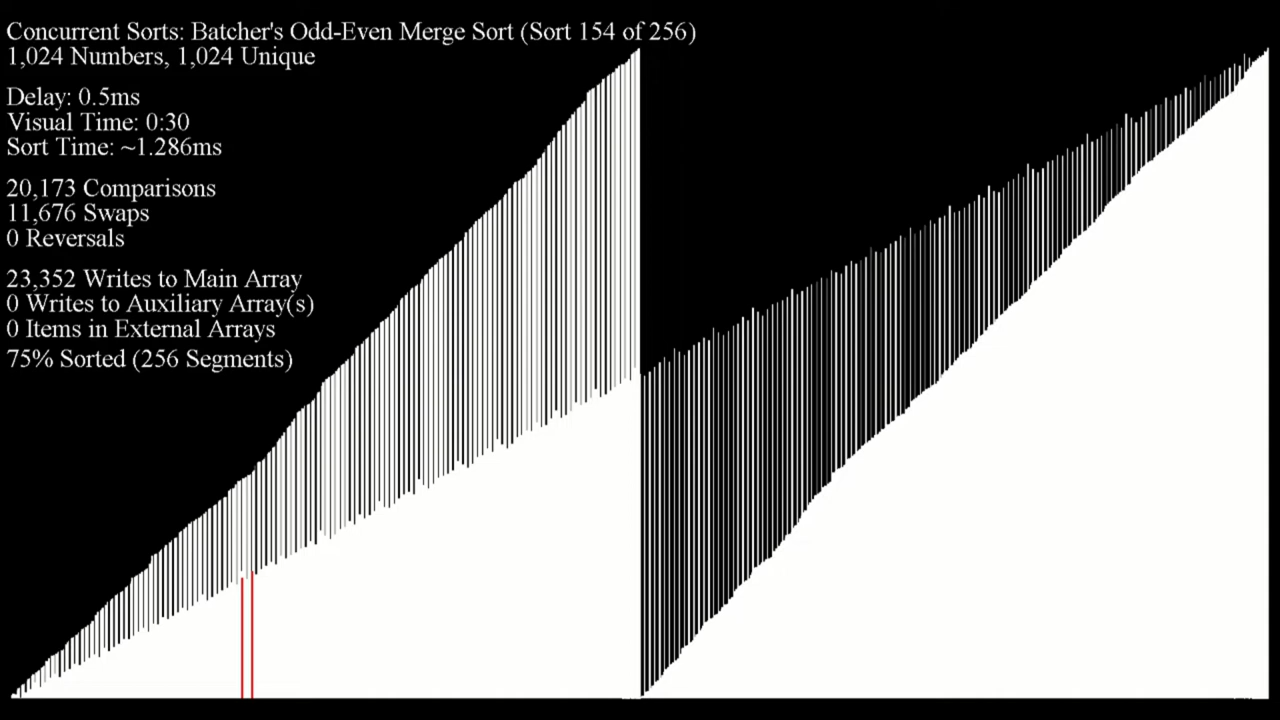 Concurrent Sorts: Batcher's Odd-Even Merge Sort (Sort 154 of 256)
1,024 Numbers, 1,024 Unique
Delay: 0.5ms
Visual Time: 0:30
Sort Time: ~1.286ms
20,173 Comparisons
11,676 Swaps
0 Reversals
23,352 Writes to Main Array
0 Writes to Auxiliary Array(s)
0 Items in External Arrays
75% Sorted (256 Segments)